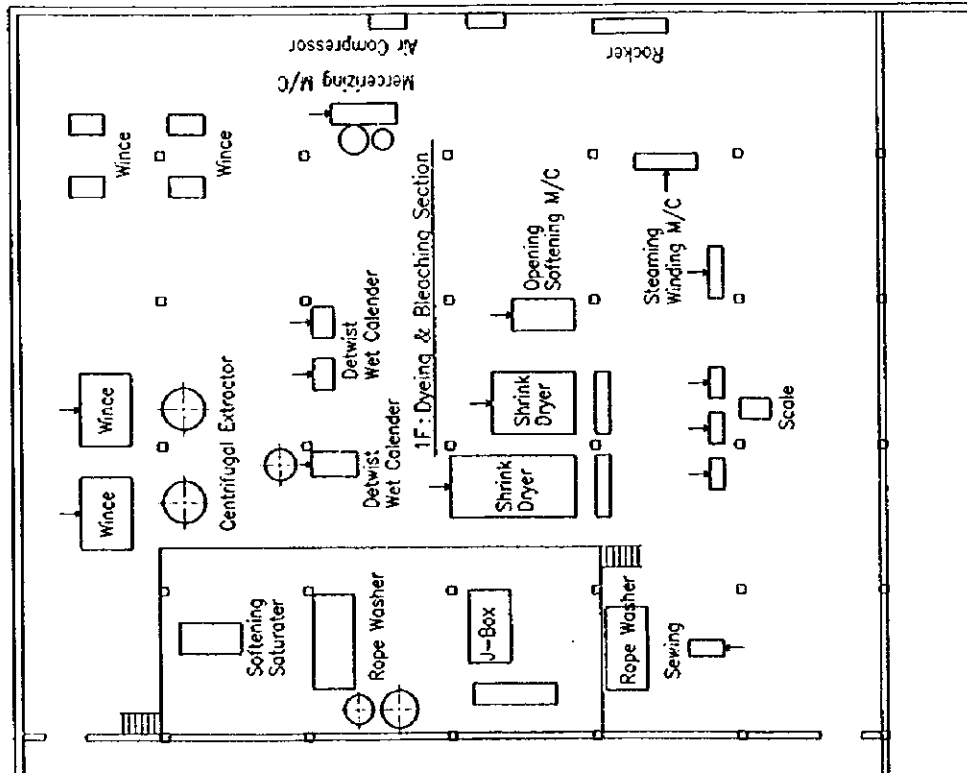 Air Compressor
Rocker
Mercerizing M/C
Wince
Wince
1F: Dyeing & Bleaching Section
Opening
Softening M/C
Steaming
Winding M/C
Detwist
Wet Calender
Wince
Centrifugal Extractor
Shrink
Dryer
Scale
Wince
Detwist
Wet Calender
Shrink
Dryer
Softening
Saturater
Rope Washer
J-Box
Rope Washer
Sewing